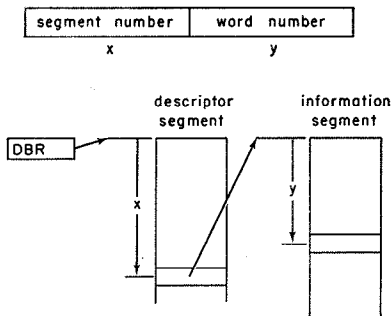 segment number word number
x y
descriptor segment
information segment
DBR
x
y